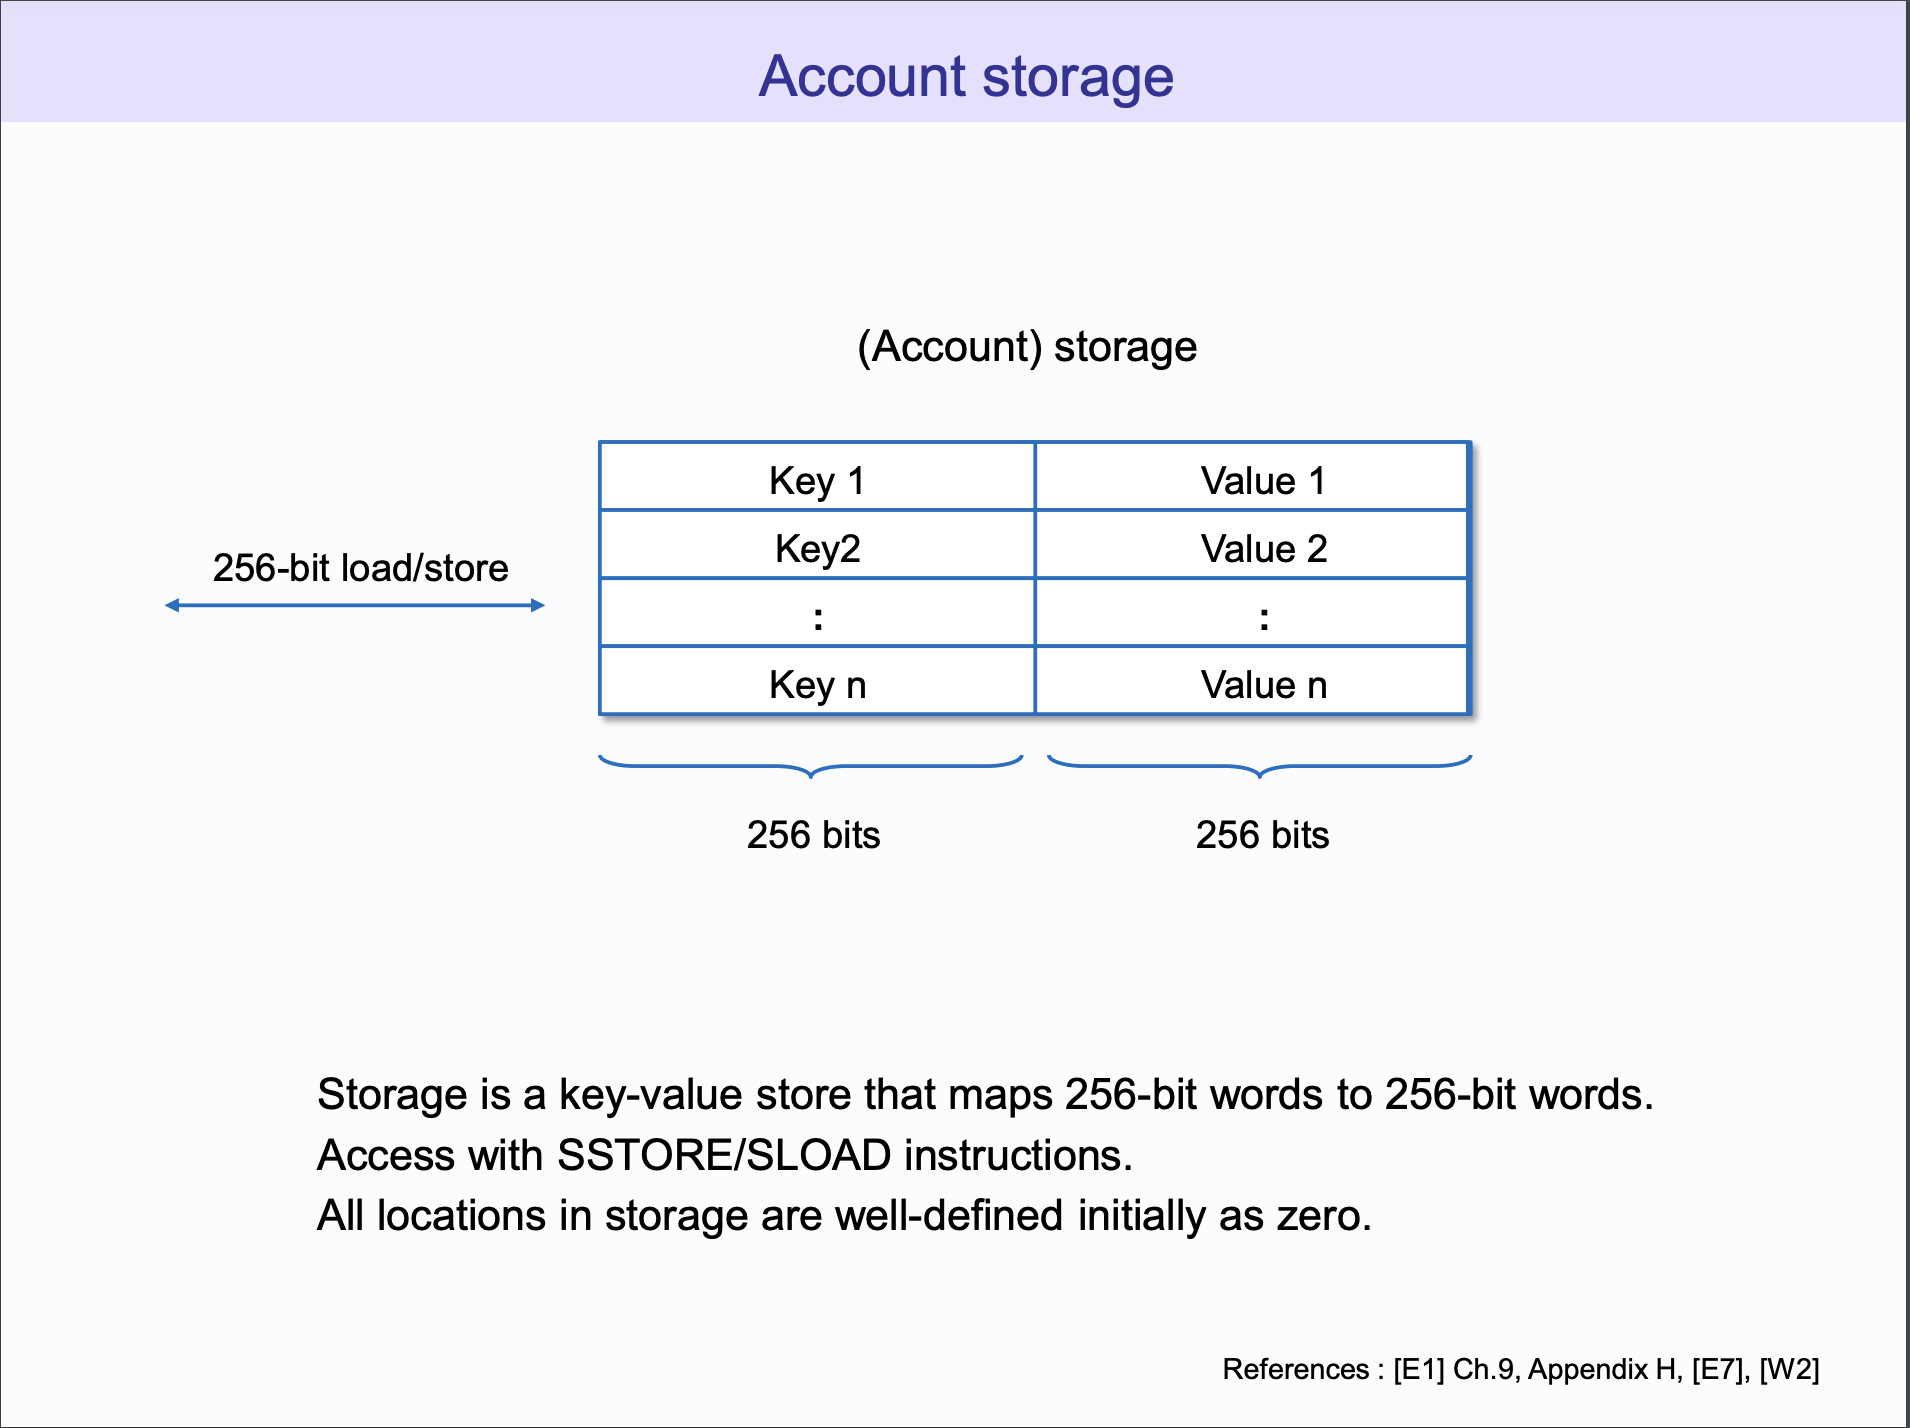 Account storage
(Account) storage
Key 1 Value 1
256-bit load/store
Key2 Value 2
: :
Key n Value n
256 bits 256 bits
Storage is a key-value store that maps 256-bit words to 256-bit words.
Access with SSTORE/SLOAD instructions.
All locations in storage are well-defined initially as zero.
References : [E1] Ch.9, Appendix H, [E7], [W2]